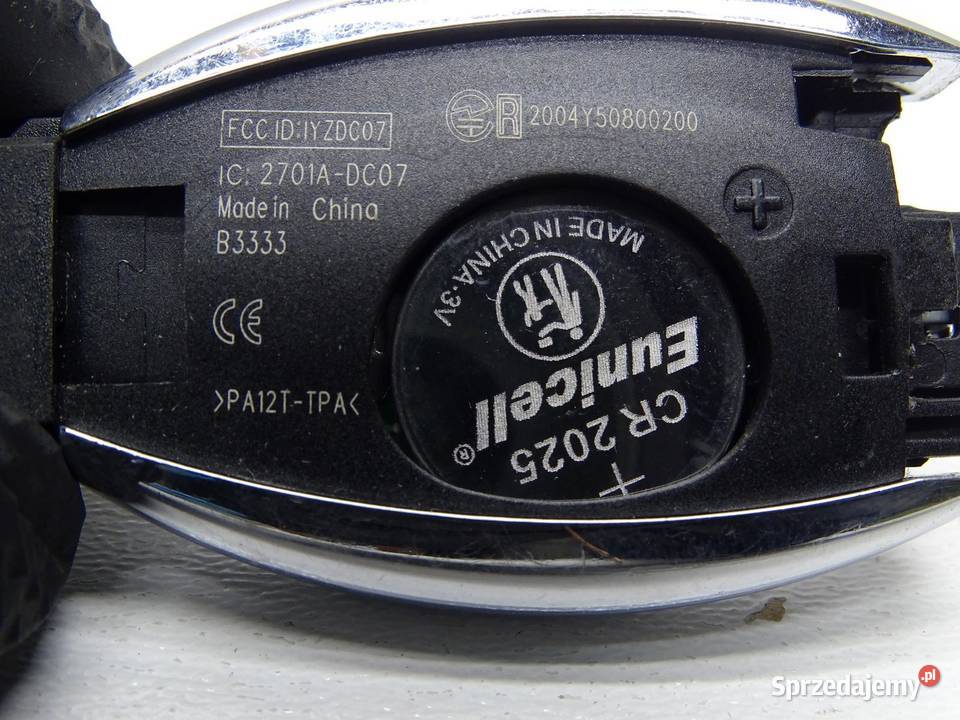 FCC ID:IYZDC07
R 2004Y50800200
IC: 2701A-DC07
Made in China
B3333
CE
>PA12T-TPA<
+
CR 2025
Eunicell®
MADE IN CHINA·3V
Sprzedajemy.pl